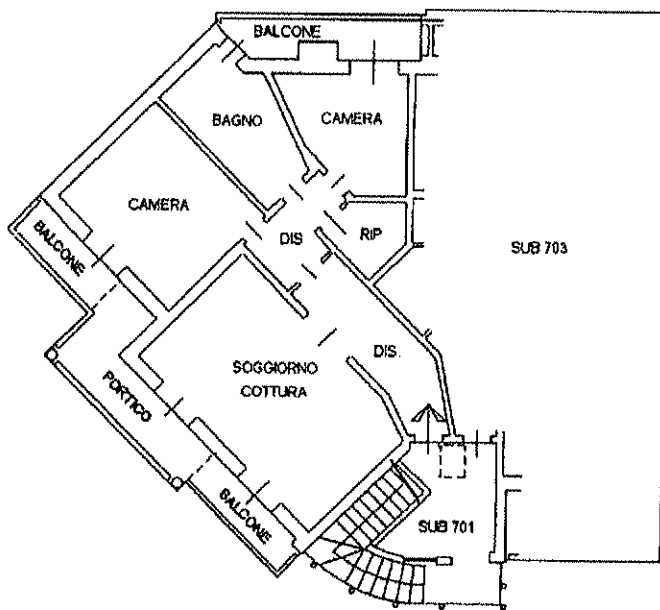 BALCONE
BAGNO
CAMERA
CAMERA
BALCONE
DIS
RIP
SUB 703
PORTICO
SOGGIORNO
COTTURA
DIS.
BALCONE
SUB 701